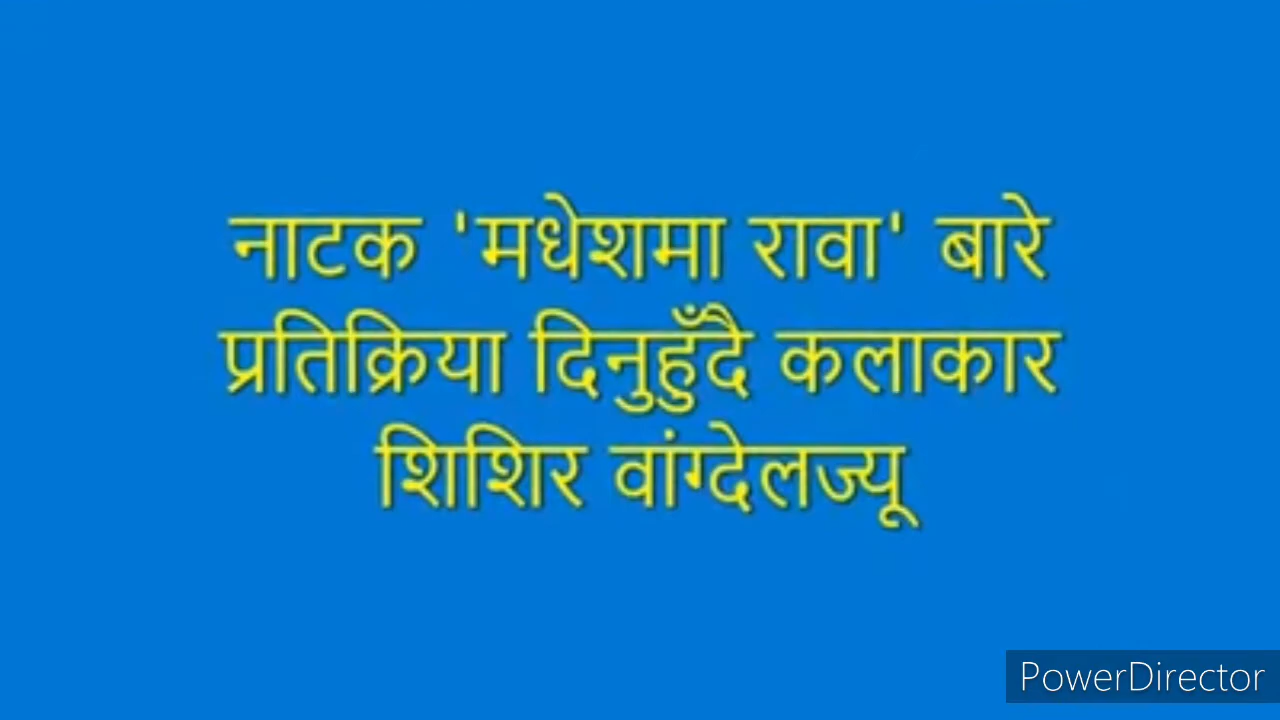 नाटक 'मधेशमा रावा' बारे
प्रतिक्रिया दिनुहुँदै कलाकार
शिशिर वांग्देलज्यू
PowerDirector